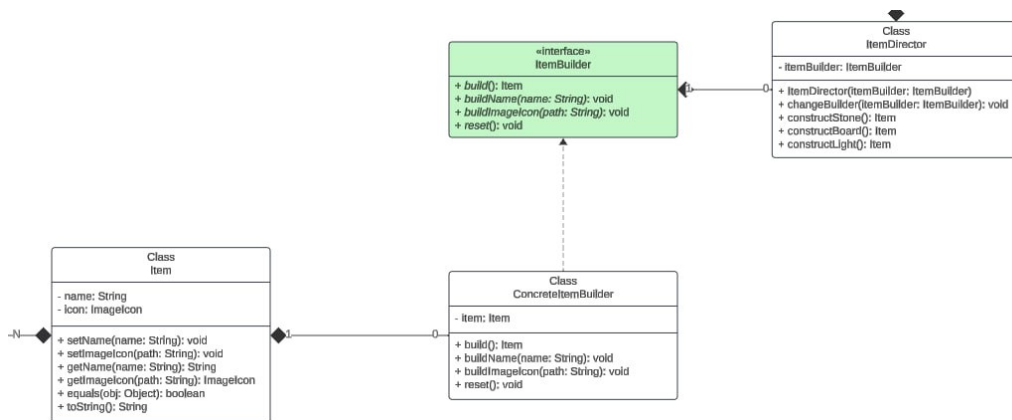 «interface»
ItemBuilder
+ build(): Item
+ buildName(name: String): void
+ buildImageIcon(path: String): void
+ reset(): void
1
0
Class
ItemDirector
- itemBuilder: ItemBuilder
+ ItemDirector(itemBuilder: ItemBuilder)
+ changeBuilder(itemBuilder: ItemBuilder): void
+ constructStone(): Item
+ constructBoard(): Item
+ constructLight(): Item
Class
Item
- name: String
- icon: ImageIcon
+ setName(name: String): void
+ setImageIcon(path: String): void
+ getName(name: String): String
+ getImageIcon(path: String): ImageIcon
+ equals(obj: Object): boolean
+ toString(): String
N
1
0
Class
ConcreteItemBuilder
- item: Item
+ build(): Item
+ buildName(name: String): void
+ buildImageIcon(path: String): void
+ reset(): void